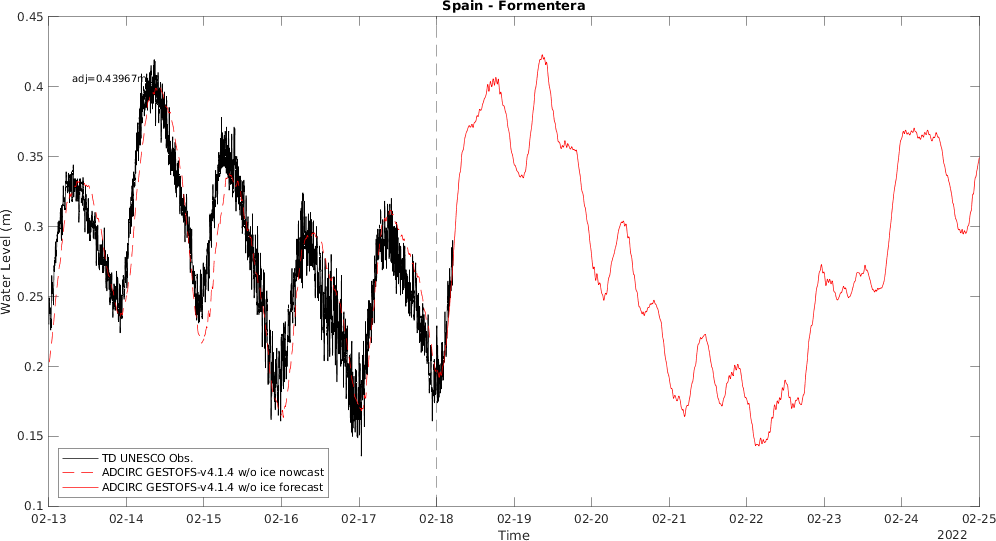 Spain - Formentera
0.45
0.4
0.35
0.3
0.25
0.2
0.15
0.1
Water Level (m)
adj=0.43967m
TD UNESCO Obs.
ADCIRC GESTOFS-v4.1.4 w/o ice nowcast
ADCIRC GESTOFS-v4.1.4 w/o ice forecast
02-13 02-14 02-15 02-16 02-17 02-18 02-19 02-20 02-21 02-22 02-23 02-24 02-25
Time
2022